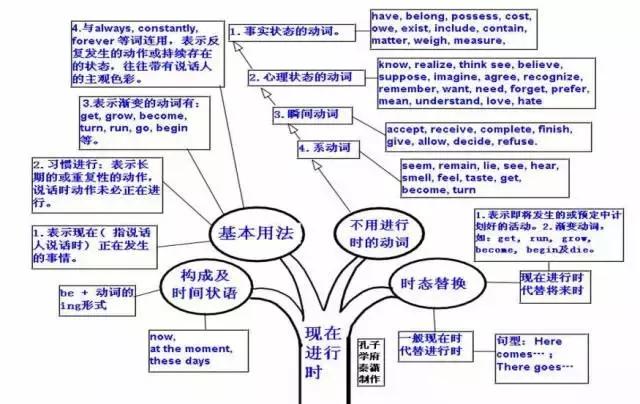 4.与always, constantly,
forever 等词连用，表示反
复发生的动作或持续存在
的状态，往往带有说话人
的主观色彩。
3.表示渐变的动词有:
get, grow, become,
turn, run, go, begin
等。
2. 习惯进行：表示长
期的或重复性的动作，
说话时动作未必正在进
行。
1.表示现在( 指说话
人说话时) 正在发生
的事情。
基本用法
1. 事实状态的动词。
have, belong, possess, cost,
owe, exist, include, contain,
matter, weigh, measure,
2. 心理状态的动词
know, realize, think see, believe,
suppose, imagine, agree, recognize,
remember, want, need, forget, prefer,
mean, understand, love, hate
3. 瞬间动词
accept, receive, complete, finish,
give, allow, decide, refuse.
4. 系动词
seem, remain, lie, see, hear,
smell, feel, taste, get,
become, turn
不用进行
时的动词
构成及
时间状语
be + 动词的
ing形式
now,
at the moment,
these days
时态替换
1.表示即将发生的或预定中计
划好的活动。2.渐变动词,
如: get, run, grow,
become, begin及die。
现在进行时
代替将来时
一般现在时
代替进行时
句型: Here
comes…；
There goes…
现在
进行
时
孔子
学府
秦潇
制作